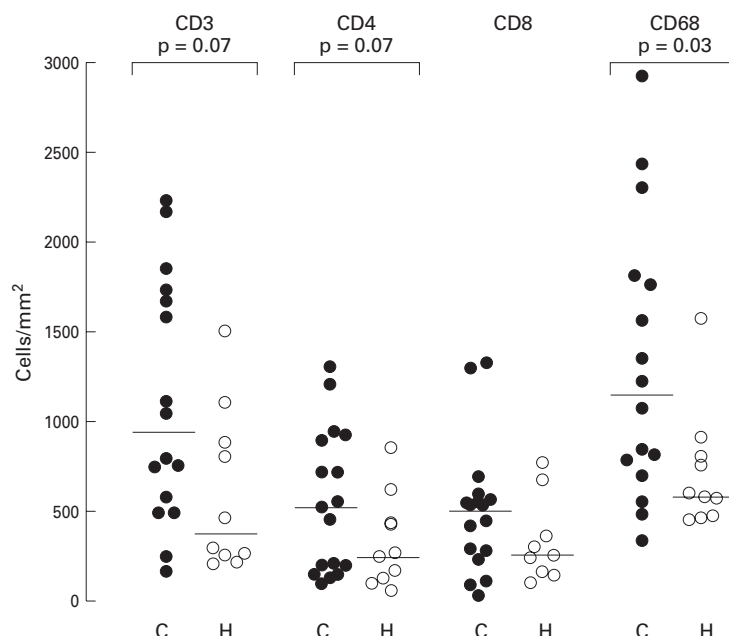 CD3 CD4 CD8 CD68
p = 0.07 p = 0.07 p = 0.03
3000
2500
2000
1500
1000
500
0
Cells/mm²
C H C H C H C H